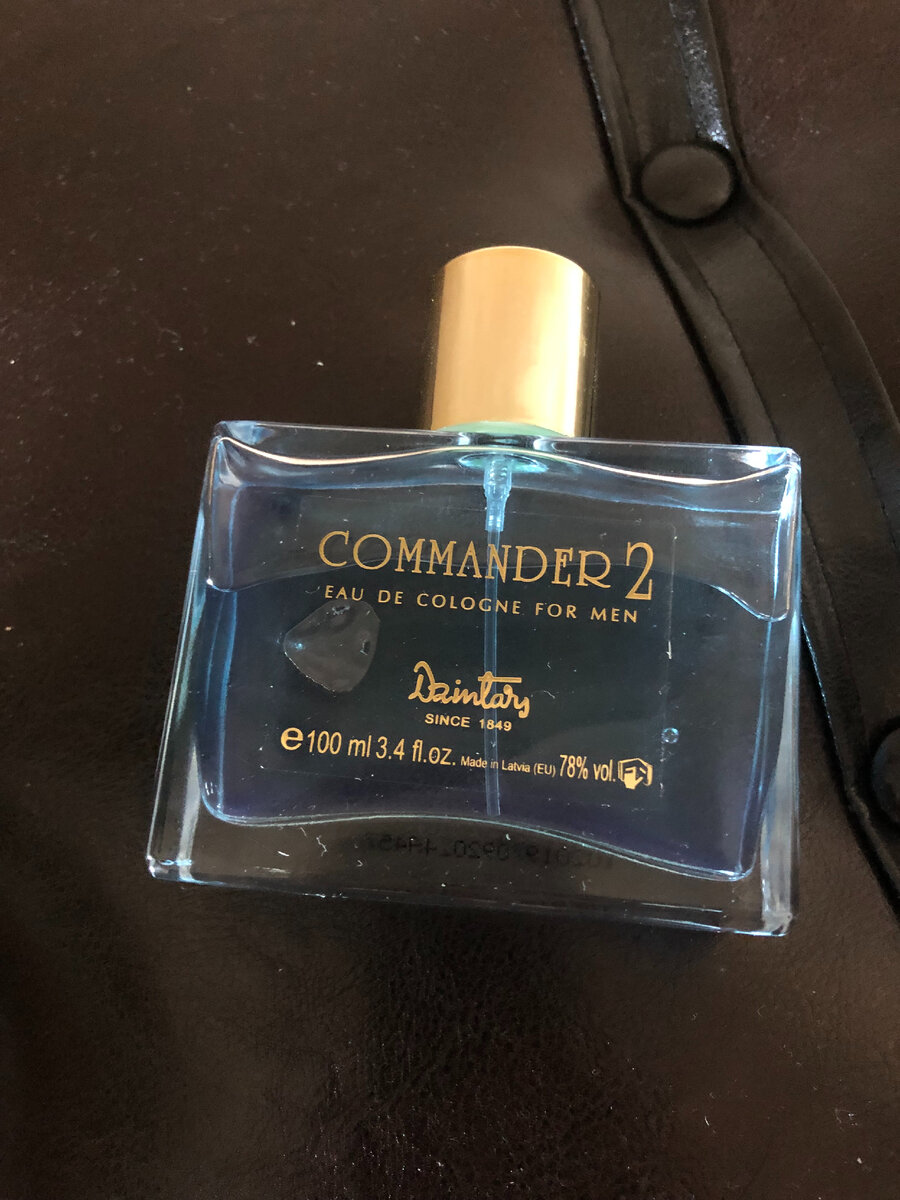 COMMANDER 2
EAU DE COLOGNE FOR MEN
Dzintars
SINCE 1849
e100 ml 3.4 fl.oz. Made in Latvia (EU) 78% vol.